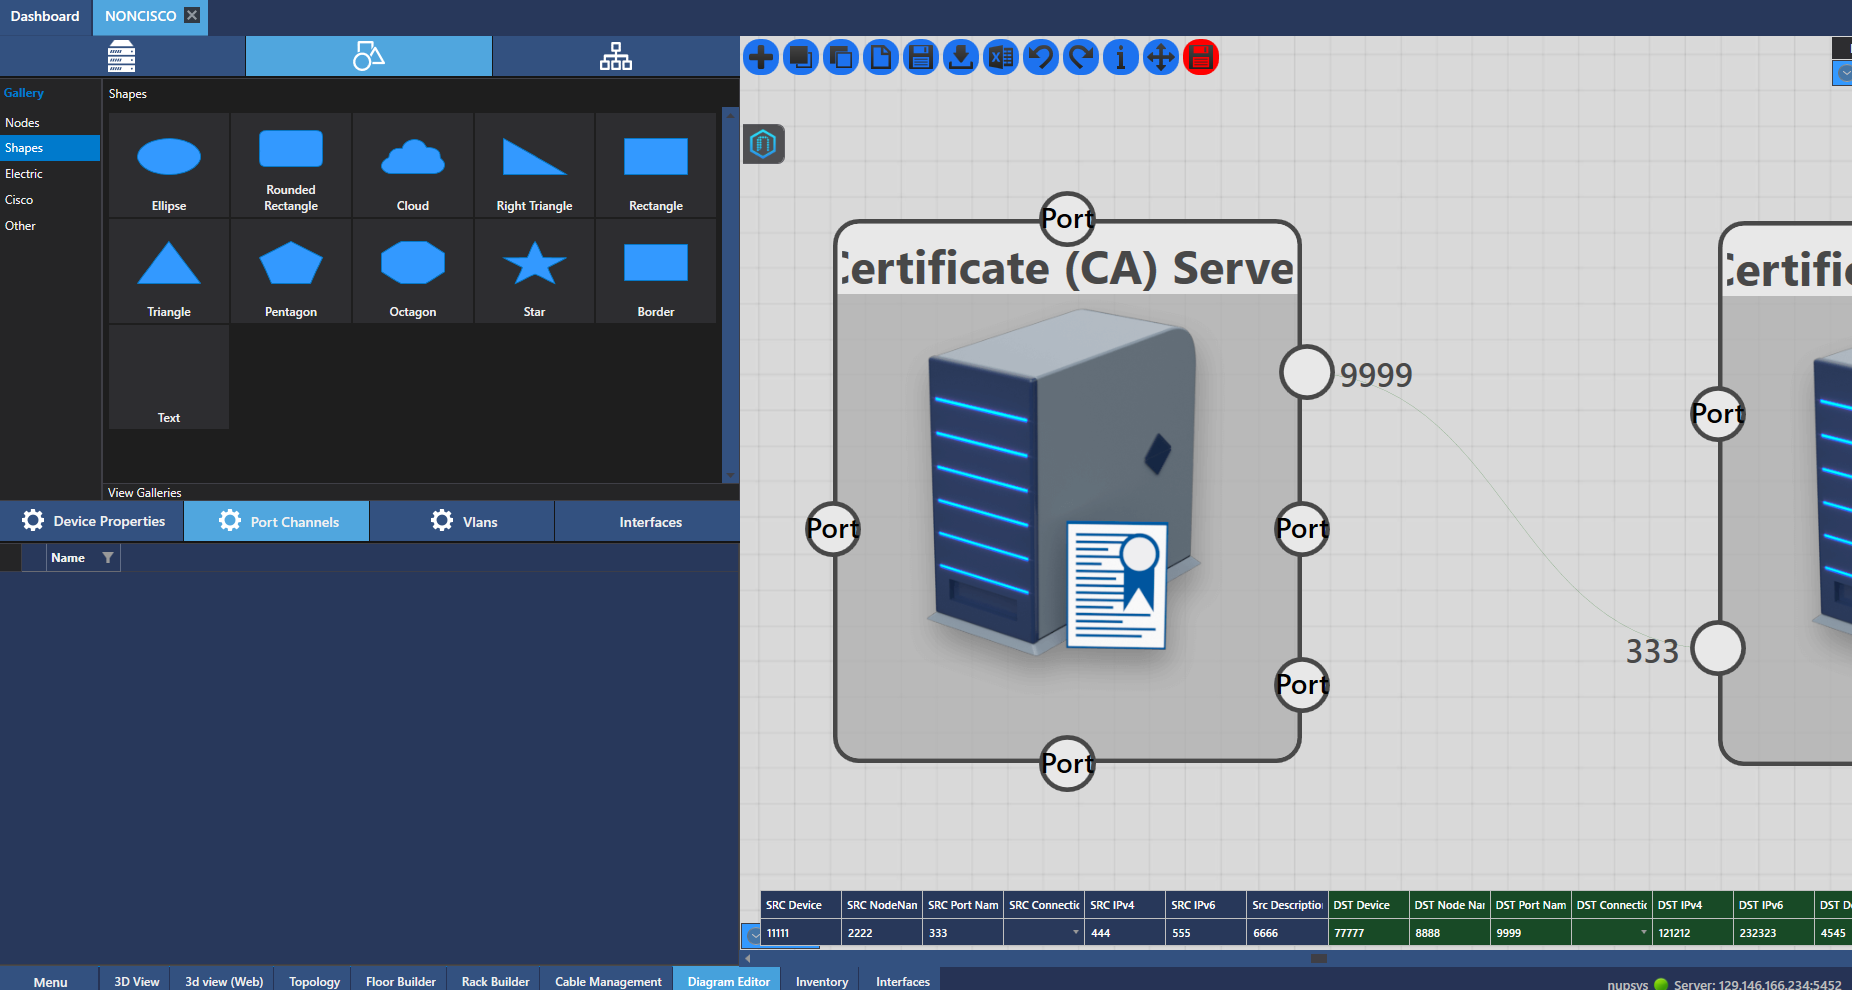 Dashboard
NONCISCO
Gallery
Shapes
Nodes
Shapes
Electric
Cisco
Other
Ellipse
Rounded
Rectangle
Cloud
Right Triangle
Rectangle
Triangle
Pentagon
Octagon
Star
Border
Text
View Galleries
Device Properties
Port Channels
Vlans
Interfaces
Name
Port
Certificate (CA) Serve
Certific
9999
Port
Port
Port
333
Port
Port
SRC Device SRC NodeNan SRC Port Nam SRC Connectic SRC IPv4 SRC IPv6 Src Descriptio DST Device DST Node Nar DST Port Nam DST Connectic DST IPv4 DST IPv6 DST D
11111 2222 333 444 555 6666 77777 8888 9999 121212 232323 4545
Menu 3D View 3d view (Web) Topology Floor Builder Rack Builder Cable Management Diagram Editor Inventory Interfaces
nupsys Server: 129.146.166.234:5452